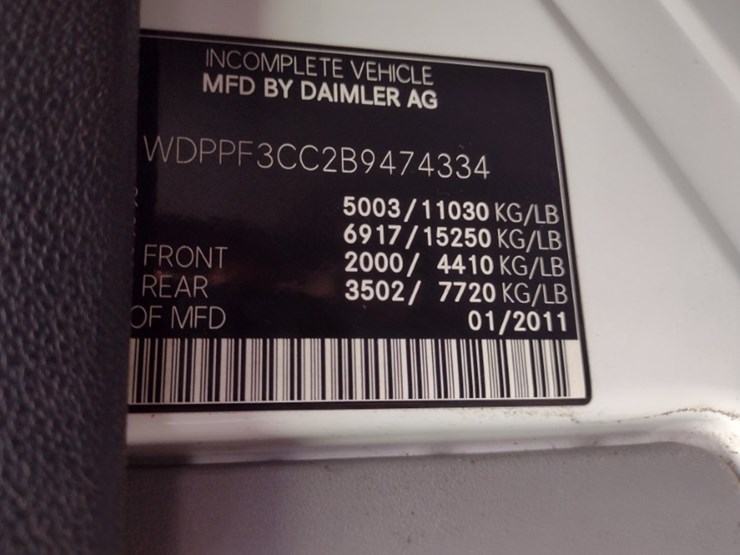 INCOMPLETE VEHICLE
MFD BY DAIMLER AG
WDPPF3CC2B9474334
5003/11030 KG/LB
6917/15250 KG/LB
FRONT 2000/ 4410 KG/LB
REAR 3502/ 7720 KG/LB
OF MFD 01/2011